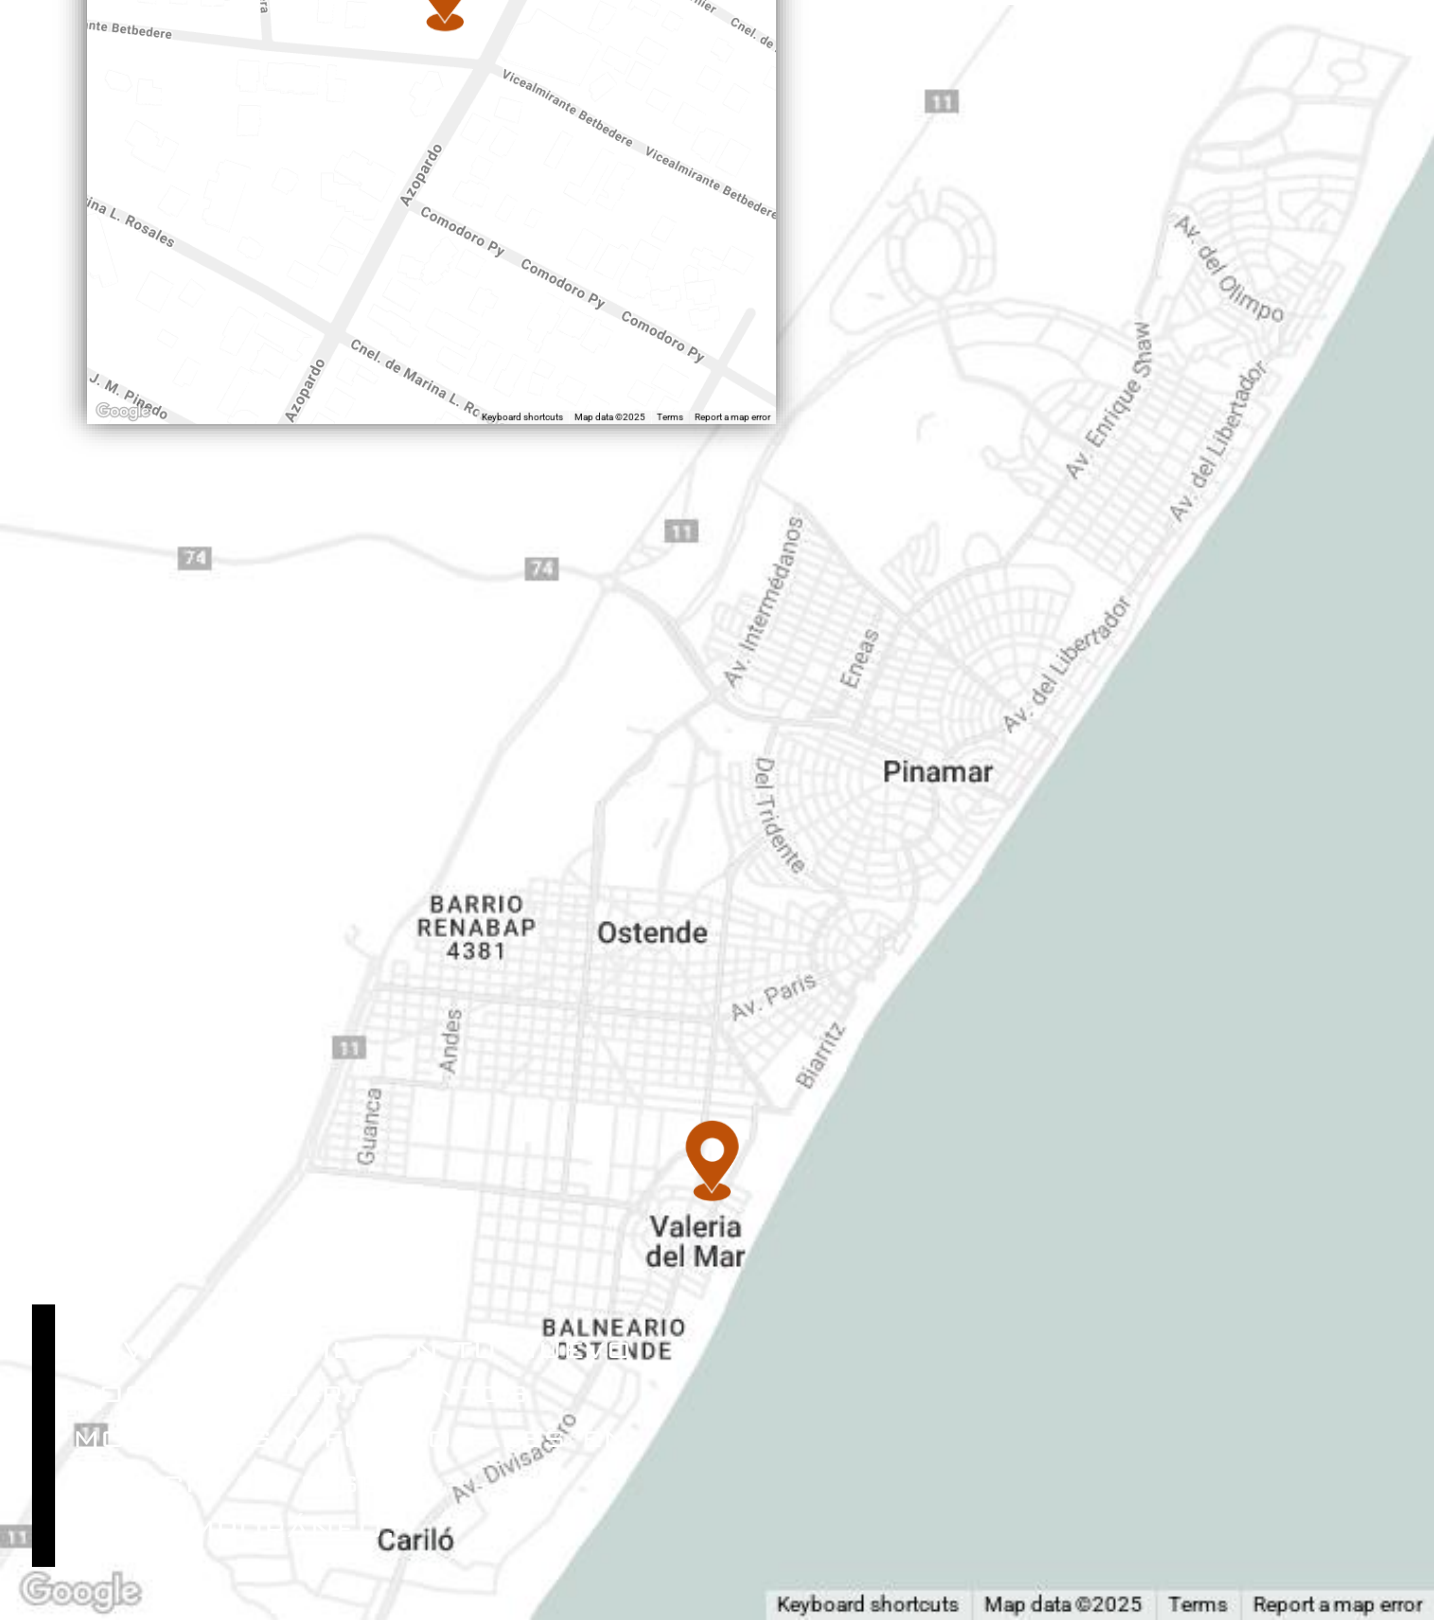 nte Betbedere
Cnel. de
Vicealmirante Betbedere
Vicealmirante Betbedere
Azopardo
ina L. Rosales
Comodoro Py
Comodoro Py
Comodoro Py
Cnel. de Marina L. Ro
J. M. Pinedo
Azopardo
Google
Keyboard shortcuts Map data ©2025 Terms Report a map error
11
Av. del Olimpo
Av. Enrique Shaw
Av. del Libertador
11
74
74
Av. Intermédanos
Eneas
Av. del Libertador
Pinamar
Del Tridente
BARRIO
RENABAP
4381
Ostende
Av. Paris
Andes
11
Biarritz
Guanca
Valeria
del Mar
BALNEARIO
OSTENDE
11
Av. Divisadero
11
Cariló
Google
Keyboard shortcuts Map data ©2025 Terms Report a map error